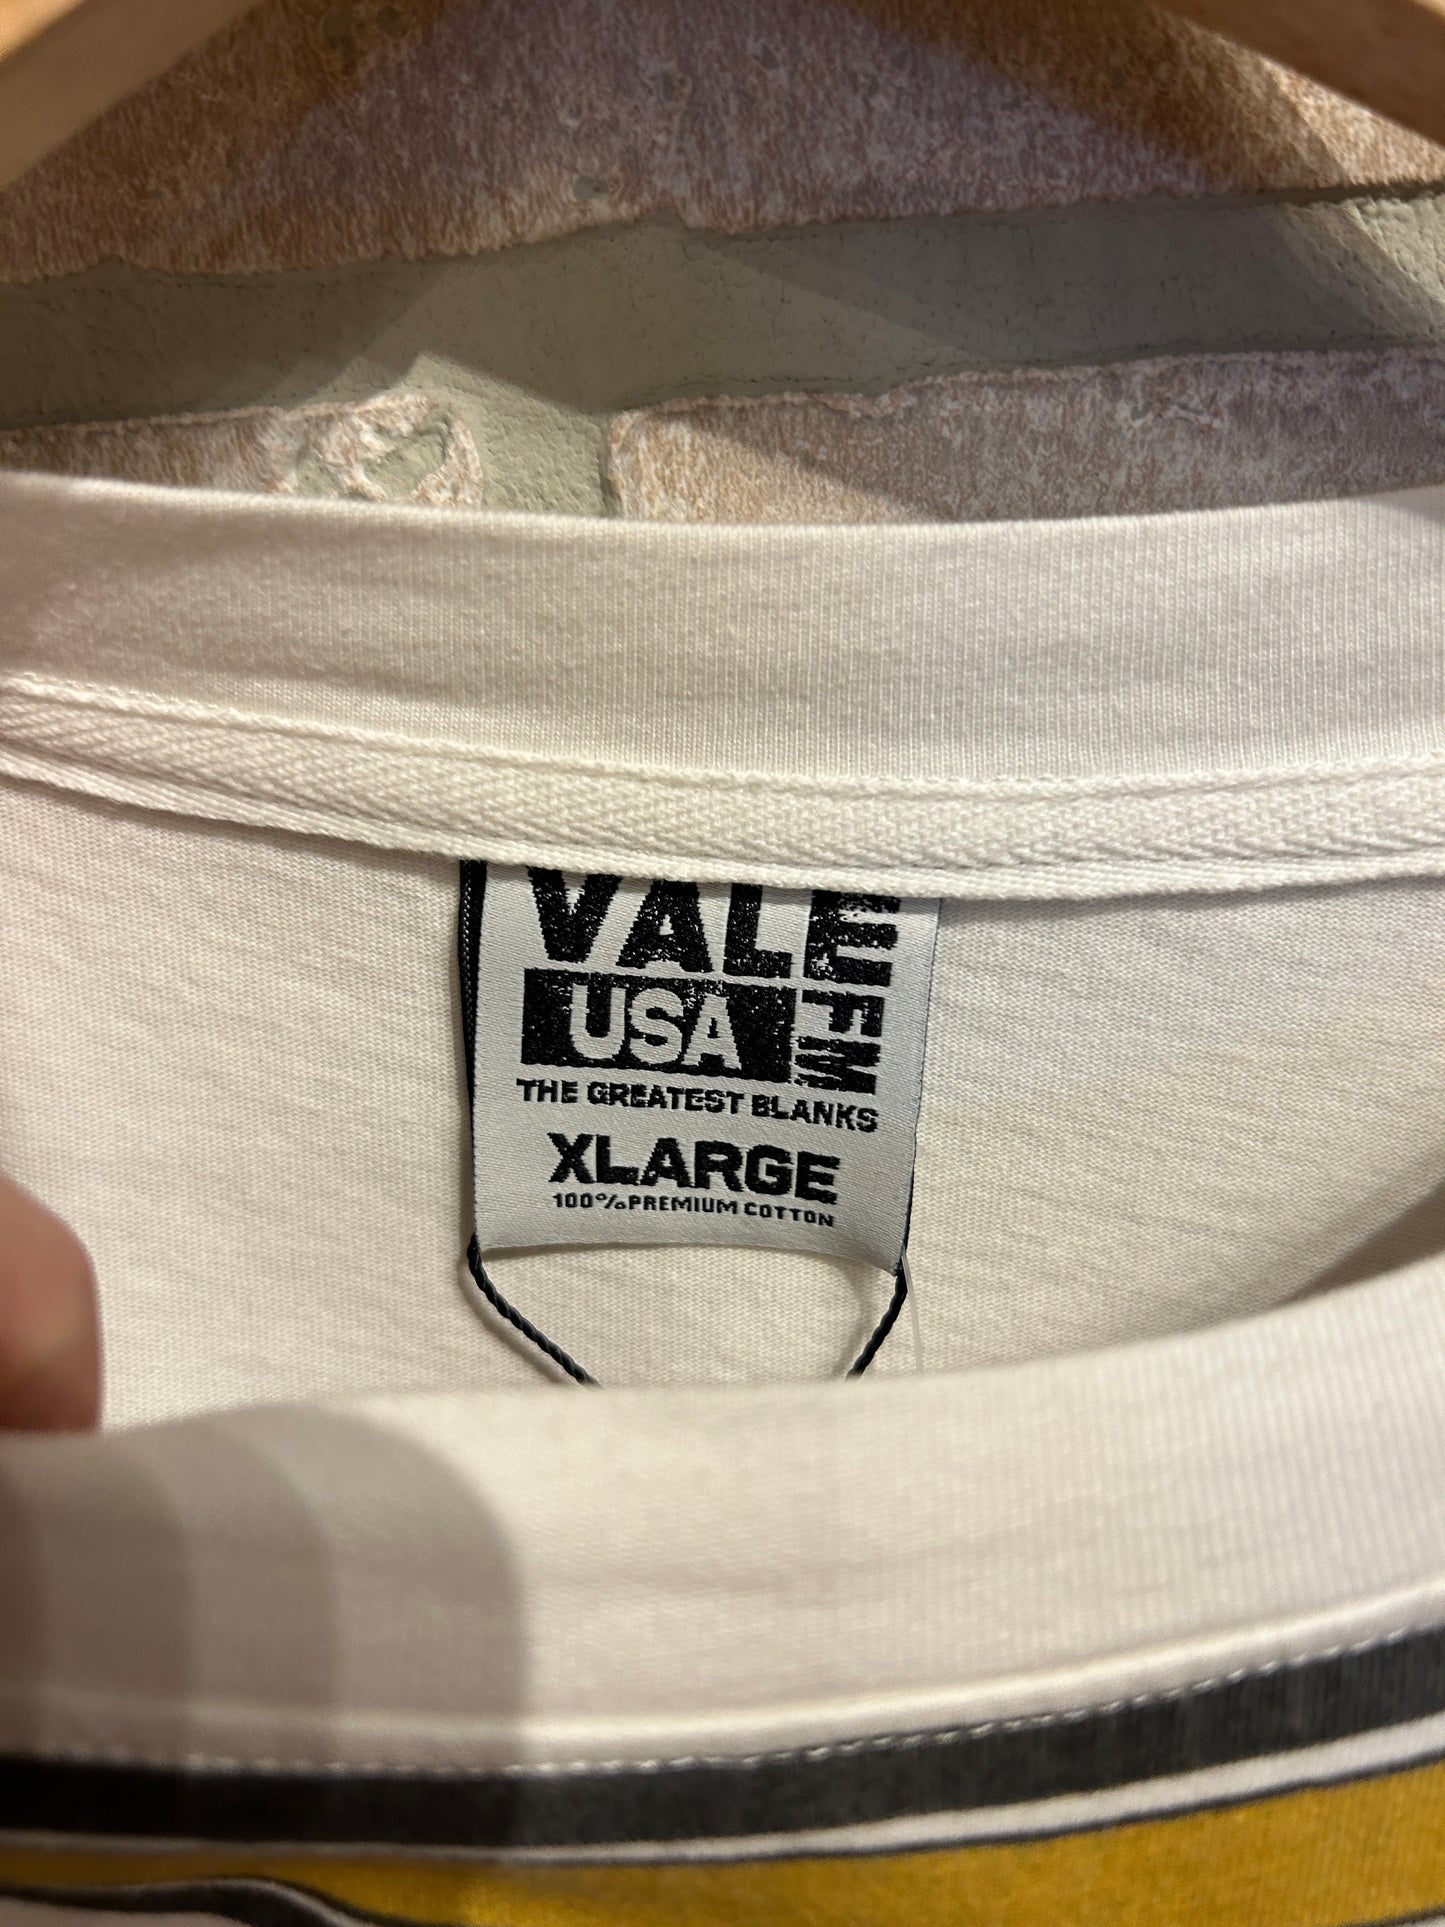 VALE
FM
USA
THE GREATEST BLANKS
XLARGE
100% PREMIUM COTTON